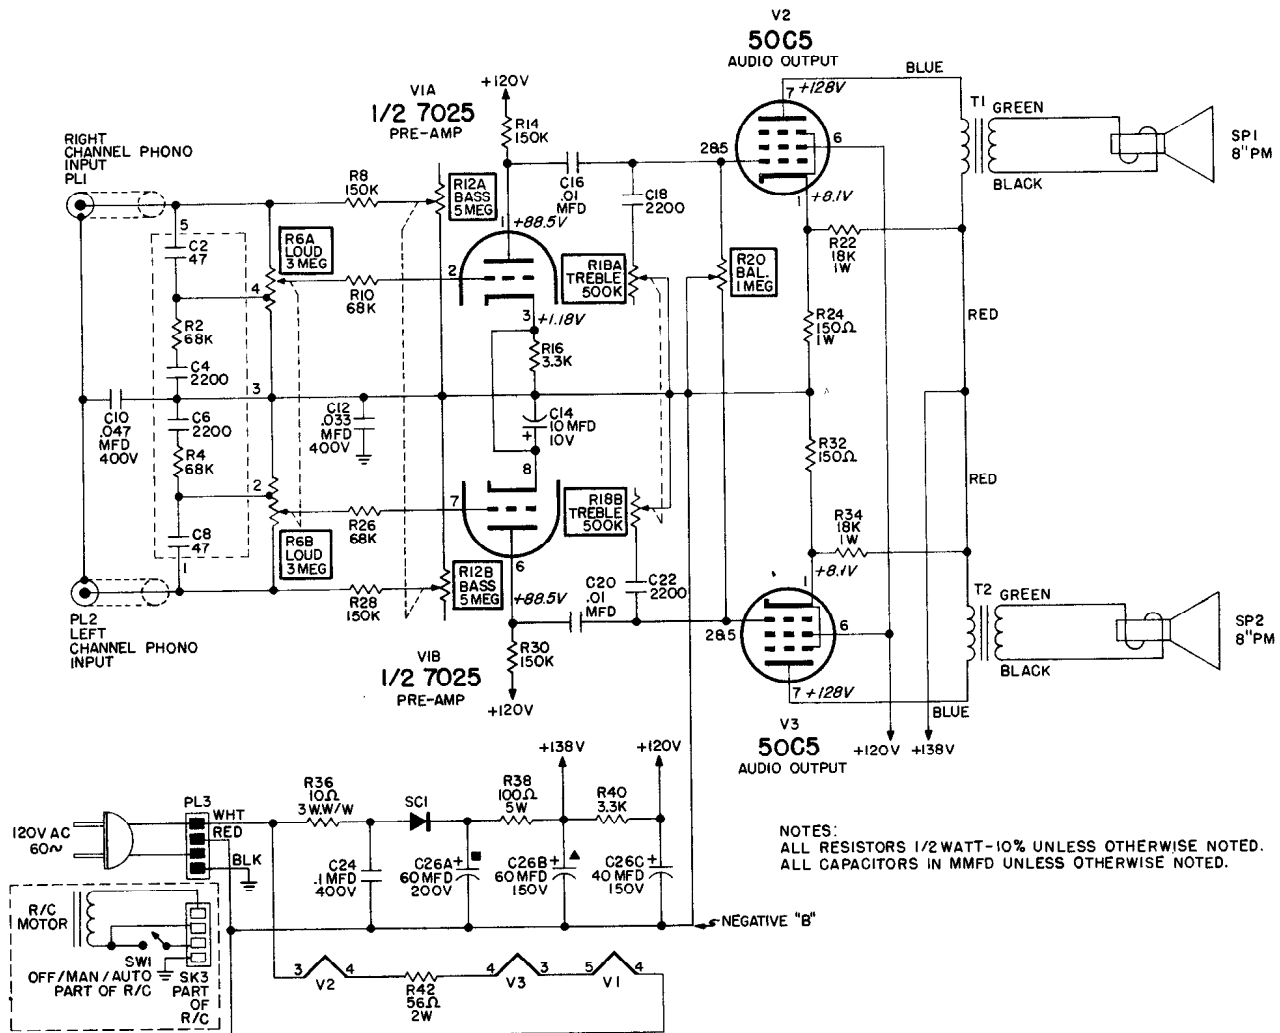 V2
50C5
AUDIO OUTPUT
BLUE
7 +128V
T1
GREEN
SP1
8"PM
BLACK
6
2&5
+8.1V
1
V1A
1/2 7025
PRE-AMP
+120V
R14
150K
RIGHT
CHANNEL PHONO
INPUT
PL1
R8
150K
R12A
BASS
5 MEG
C16
.01
MFD
C18
2200
1
+88.5V
5
C2
47
R6A
LOUD
3 MEG
4
R10
68K
2
R18A
TREBLE
500K
R20
BAL.
1 MEG
R22
18K
1W
3
+1.18V
R16
3.3K
R24
150Ω
1W
RED
R2
68K
C4
2200
3
C10
.047
MFD
400V
C6
2200
R4
68K
C12
.033
MFD
400V
C14
10 MFD
10V
+
8
R32
150Ω
RED
2
R26
68K
7
R18B
TREBLE
500K
R34
18K
1W
C8
47
R6B
LOUD
3 MEG
1
R28
150K
R12B
BASS
5 MEG
6
+88.5V
C20
.01
MFD
C22
2200
1
+8.1V
2&5
6
T2
GREEN
SP2
8"PM
BLACK
7 +128V
BLUE
PL2
LEFT
CHANNEL PHONO
INPUT
V1B
1/2 7025
PRE-AMP
R30
150K
+120V
V3
50C5
AUDIO OUTPUT
+120V
+138V
+138V
+120V
120V AC
60~
PL3
WHT
RED
BLK
R36
10Ω
3W.W/W
SC1
R38
100Ω
5W
R40
3.3K
C24
.1MFD
400V
C26A
60MFD
200V
+
C26B
60MFD
150V
+
C26C
40MFD
150V
+
NEGATIVE "B"
NOTES:
ALL RESISTORS 1/2 WATT-10% UNLESS OTHERWISE NOTED.
ALL CAPACITORS IN MMFD UNLESS OTHERWISE NOTED.
R/C
MOTOR
SW1
OFF/MAN/AUTO
PART OF R/C
SK3
PART
OF
R/C
3
V2
4
R42
56Ω
2W
4
V3
3
5
V1
4